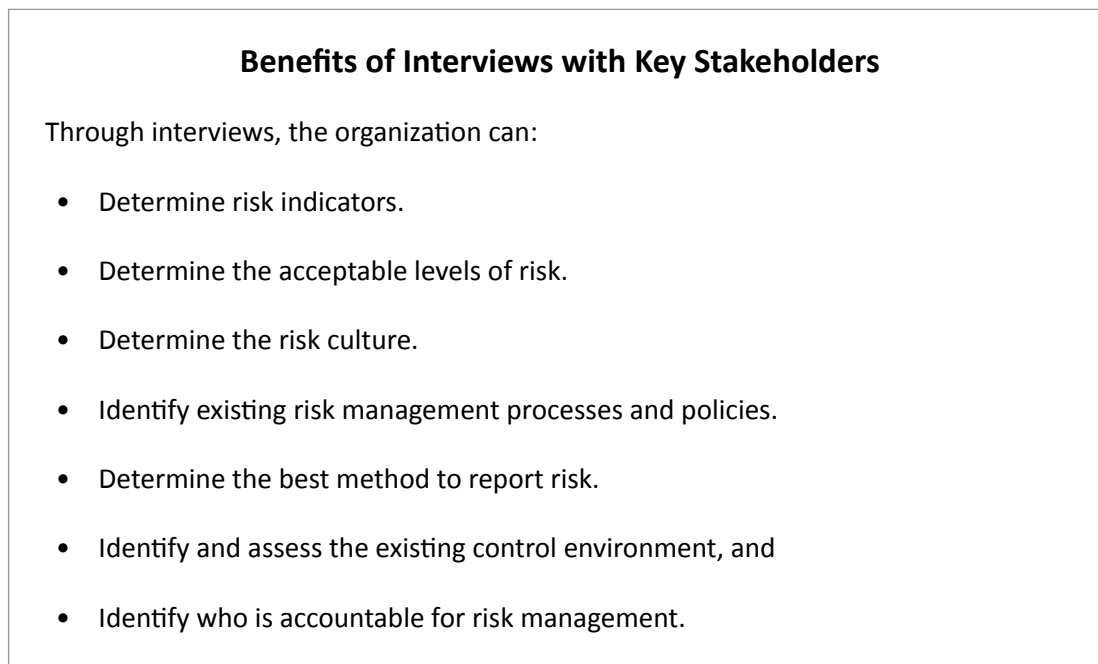 Benefits of Interviews with Key Stakeholders
Through interviews, the organization can:
• Determine risk indicators.
• Determine the acceptable levels of risk.
• Determine the risk culture.
• Identify existing risk management processes and policies.
• Determine the best method to report risk.
• Identify and assess the existing control environment, and
• Identify who is accountable for risk management.